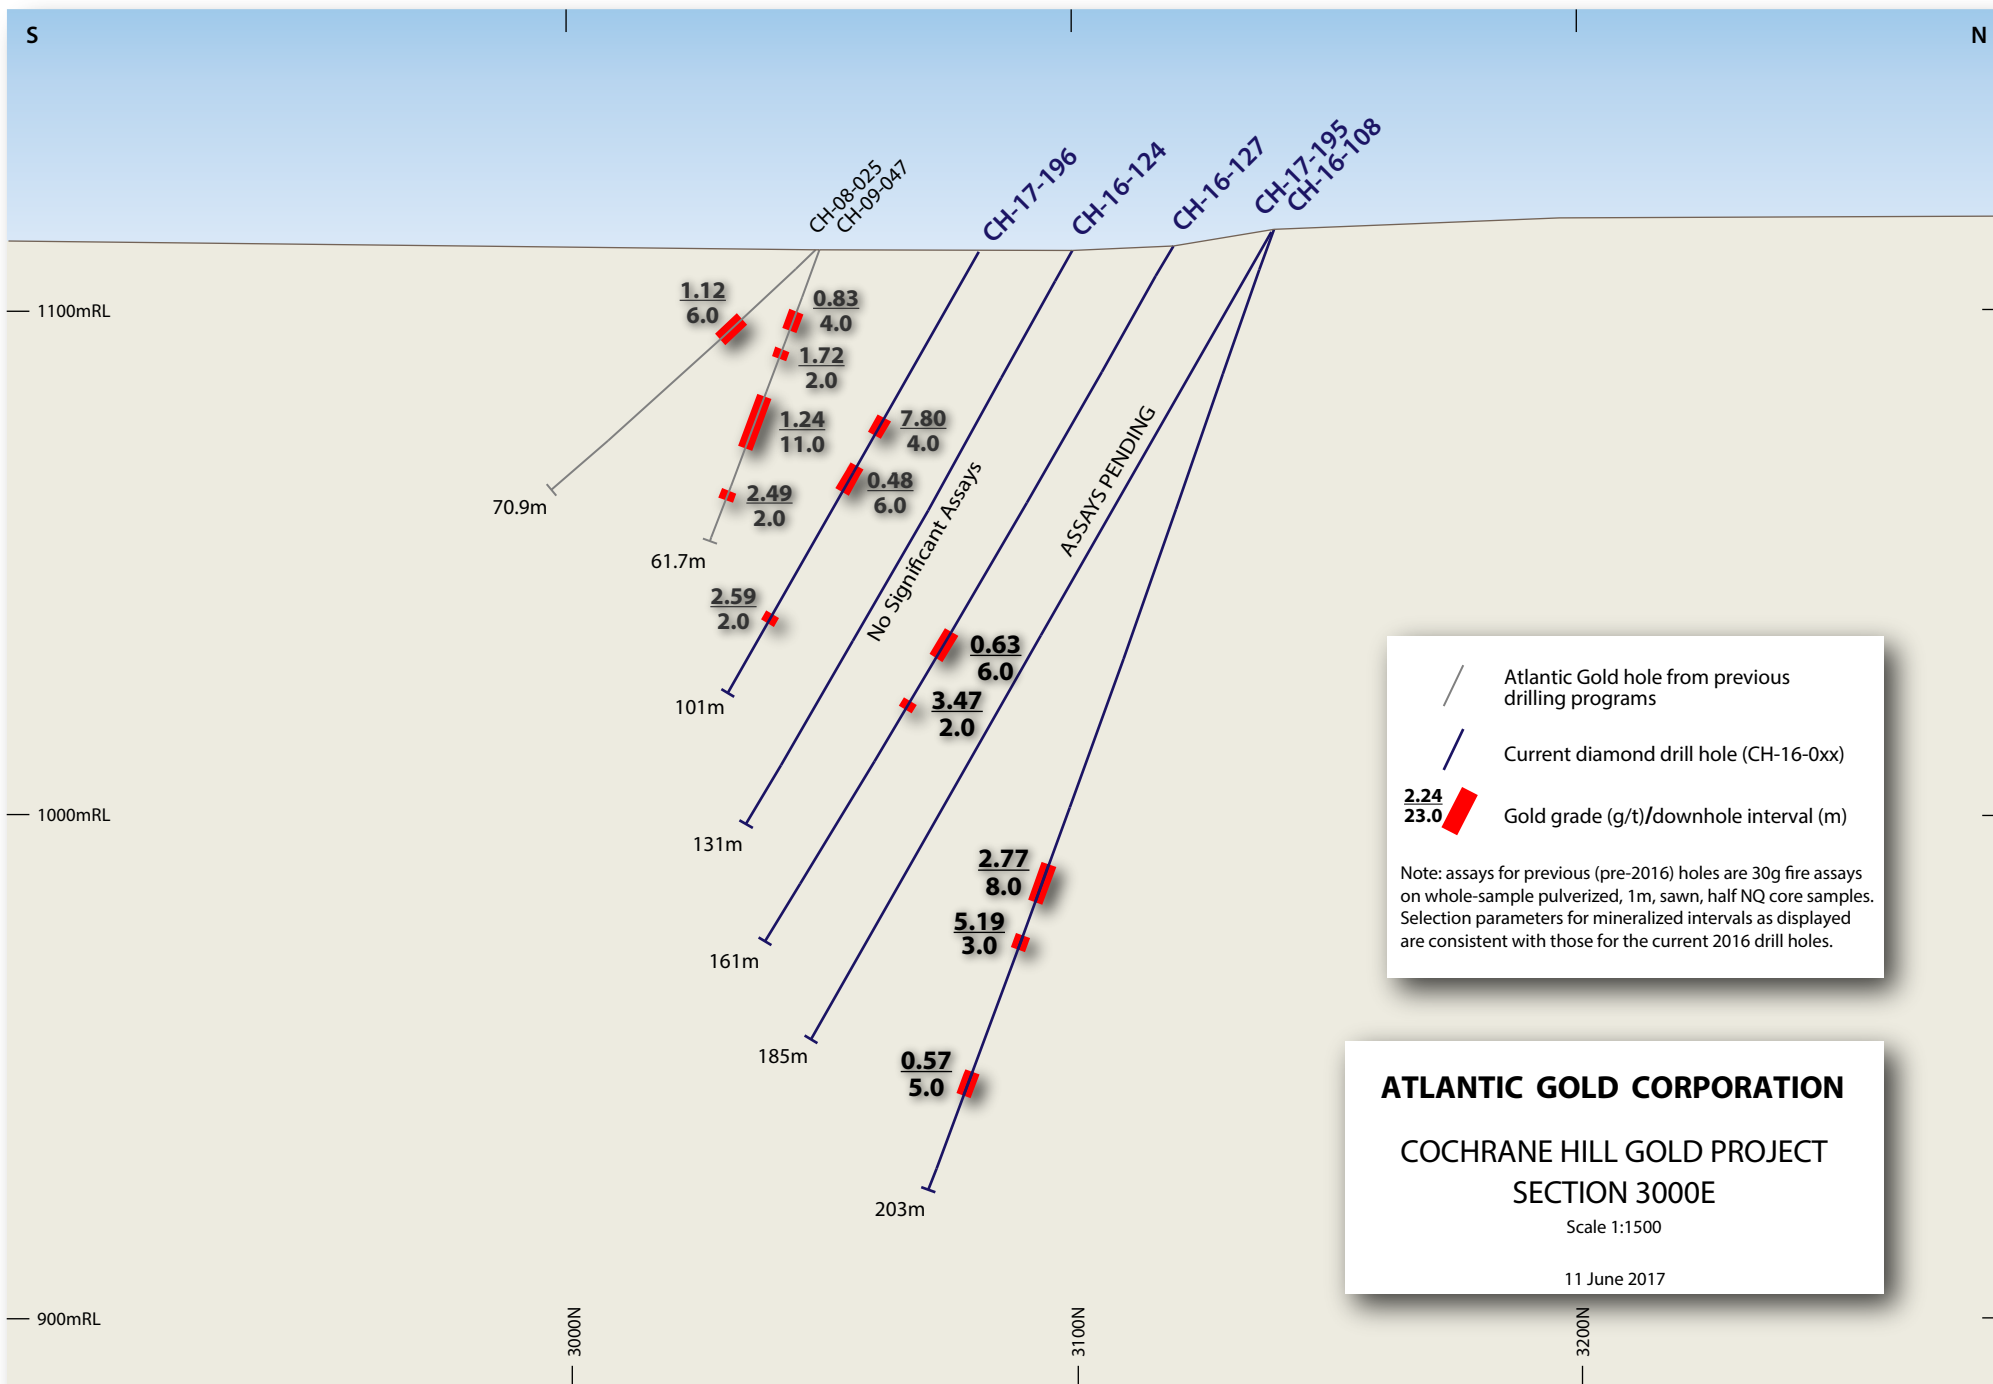 S
N
CH-08-025
CH-09-047
CH-17-196
CH-16-124
CH-16-127
CH-17-195
CH-16-108
1100mRL
1.12
6.0
0.83
4.0
1.72
2.0
1.24
11.0
2.49
2.0
7.80
4.0
0.48
6.0
2.59
2.0
70.9m
61.7m
101m
No Significant Assays
ASSAYS PENDING
0.63
6.0
3.47
2.0
1000mRL
131m
161m
185m
2.77
8.0
5.19
3.0
0.57
5.0
203m
Atlantic Gold hole from previous
drilling programs
Current diamond drill hole (CH-16-0xx)
2.24
23.0
Gold grade (g/t)/downhole interval (m)
Note: assays for previous (pre-2016) holes are 30g fire assays
on whole-sample pulverized, 1m, sawn, half NQ core samples.
Selection parameters for mineralized intervals as displayed
are consistent with those for the current 2016 drill holes.
ATLANTIC GOLD CORPORATION
COCHRANE HILL GOLD PROJECT
SECTION 3000E
Scale 1:1500
11 June 2017
900mRL
3000N
3100N
3200N